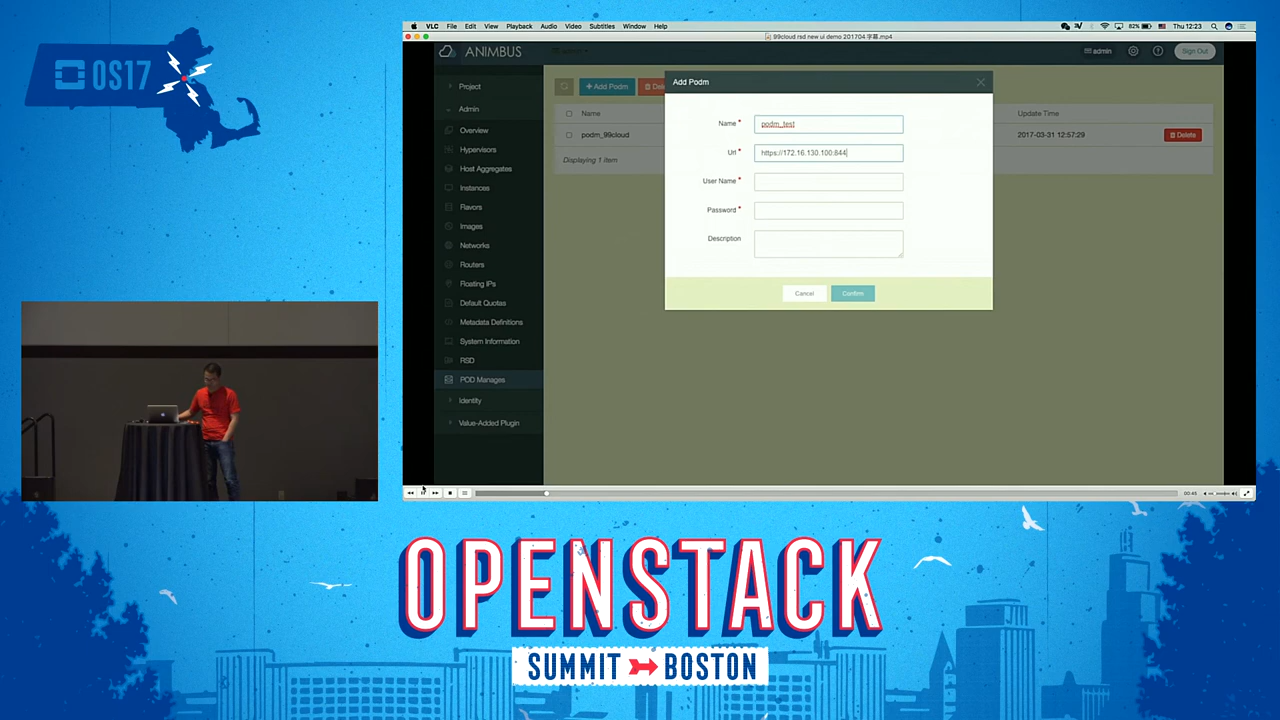 OS17
VLC File Edit View Playback Audio Video Subtitles Window Help
82% Thu 12:23
99cloud rsd new ui demo 201704 字幕.mp4
ANIMBUS
admin
Sign Out
Project
Admin
Overview
Hypervisors
Host Aggregates
Instances
Flavors
Images
Networks
Routers
Floating IPs
Default Quotas
Metadata Definitions
System Information
RSD
POD Manages
Identity
Value-Added Plugin
+ Add Podm
Name
Update Time
podm_99cloud
2017-03-31 12:57:29
Delete
Displaying 1 item
Add Podm
Name * podm_test
Url * https://172.16.130.100:844
User Name *
Password *
Description
Cancel Confirm
00:45
OPENSTACK
SUMMIT BOSTON